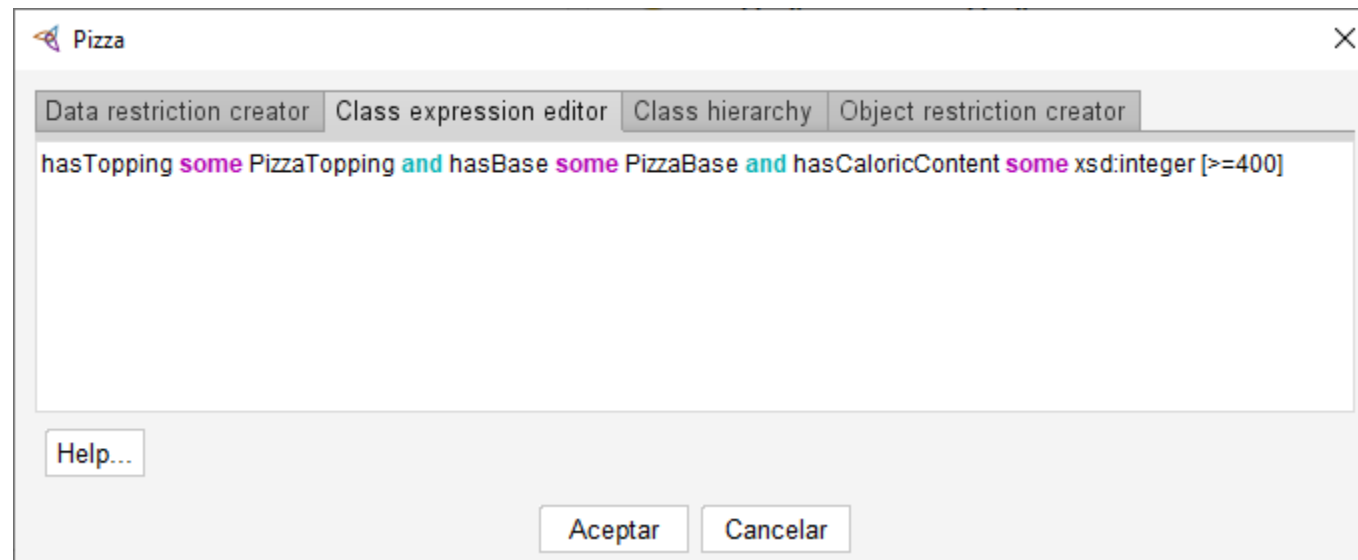 Pizza
Data restriction creator Class expression editor Class hierarchy Object restriction creator
hasTopping some PizzaTopping and hasBase some PizzaBase and hasCaloricContent some xsd:integer [>=400]
Help...
Aceptar Cancelar